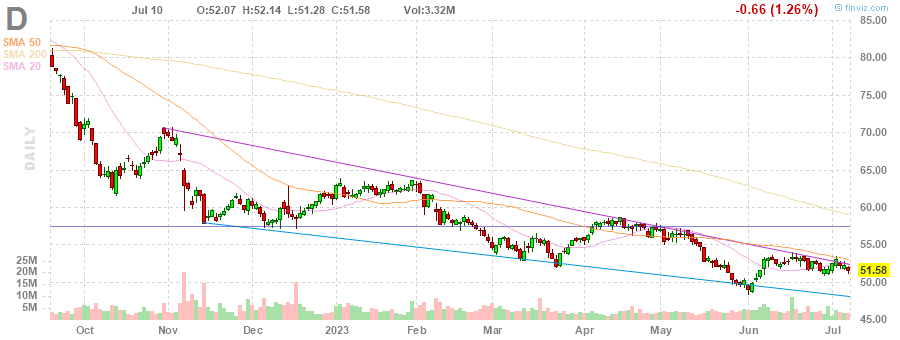 D Jul 10 O:52.07 H:52.14 L:51.28 C:51.58 Vol:3.32M -0.66 (1.26%) finviz.com
SMA 50
SMA 200
SMA 20
DAILY
85.00
80.00
75.00
70.00
65.00
60.00
55.00
51.58
50.00
45.00
25M
20M
15M
10M
5M
Oct Nov Dec 2023 Feb Mar Apr May Jun Jul